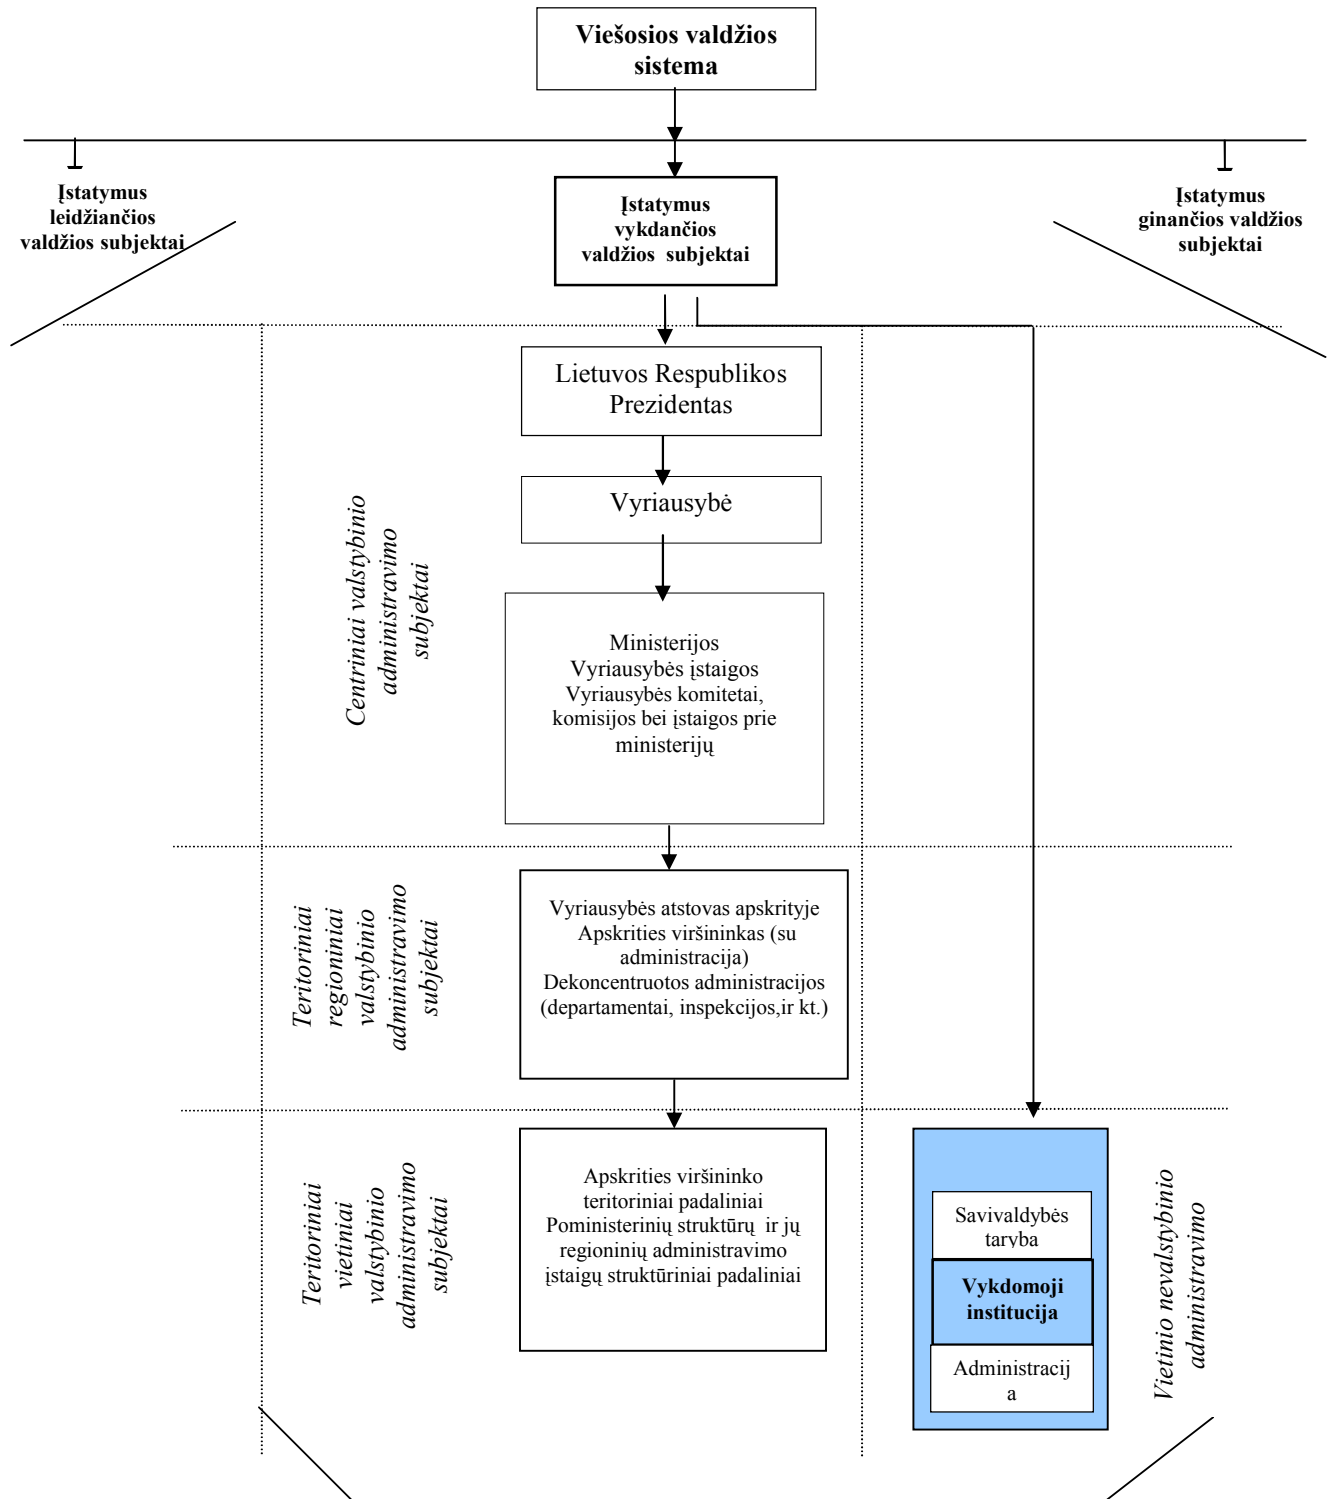 Viešosios valdžios
sistema
Įstatymus
leidžiančios
valdžios subjektai
Įstatymus
vykdančios
valdžios subjektai
Įstatymus
ginančios valdžios
subjektai
Lietuvos Respublikos
Prezidentas
Vyriausybė
Centriniai valstybinio
administravimo
subjektai
Ministerijos
Vyriausybės įstaigos
Vyriausybės komitetai,
komisijos bei įstaigos prie
ministerijų
Teritoriniai
regioniniai
valstybinio
administravimo
subjektai
Vyriausybės atstovas apskrityje
Apskrities viršininkas (su
administracija)
Dekoncentruotos administracijos
(departamentai, inspekcijos,ir kt.)
Teritoriniai
vietiniai
valstybinio
administravimo
subjektai
Apskrities viršininko
teritoriniai padaliniai
Poministerinių struktūrų ir jų
regioninių administravimo
įstaigų struktūriniai padaliniai
Savivaldybės
taryba
Vykdomoji
institucija
Administracij
a
Vietinio nevalstybinio
administravimo